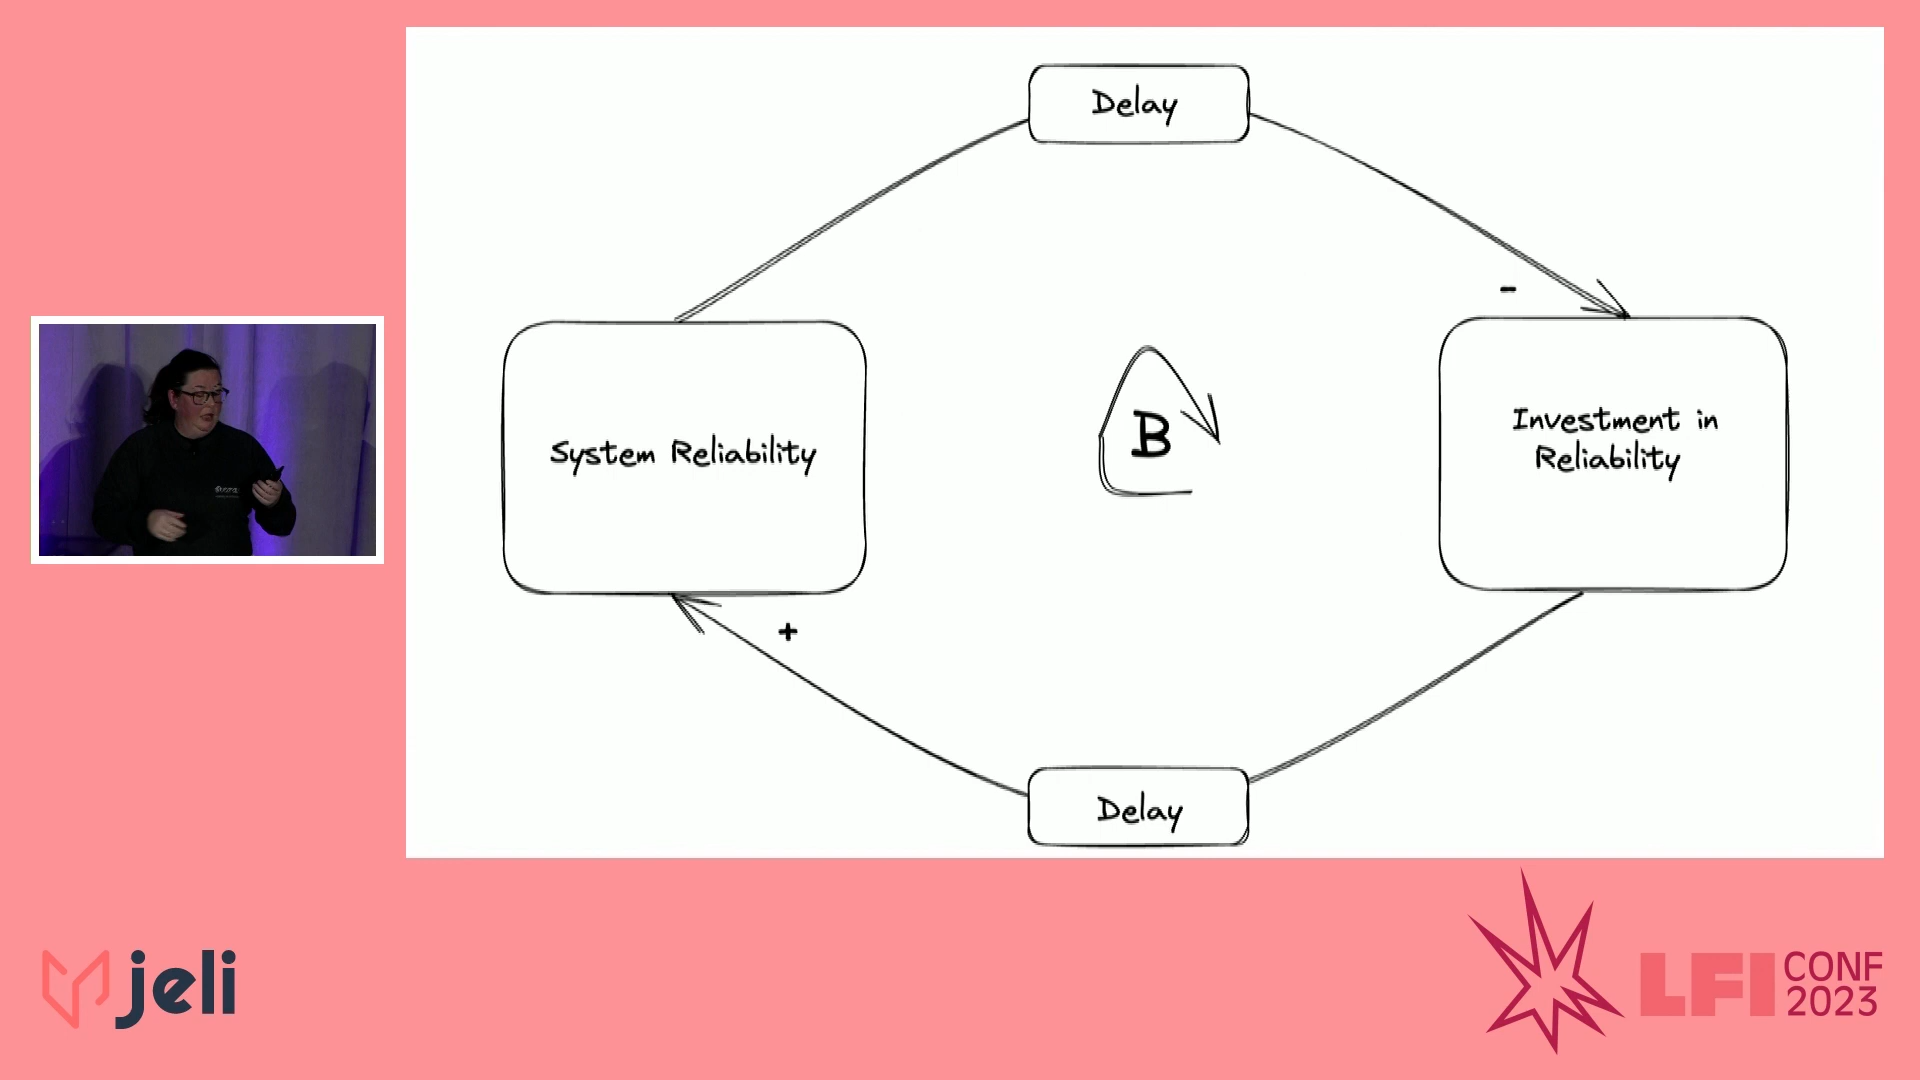 Delay
-
System Reliability
B
Investment in
Reliability
+
Delay
jeli
LFI
CONF
2023